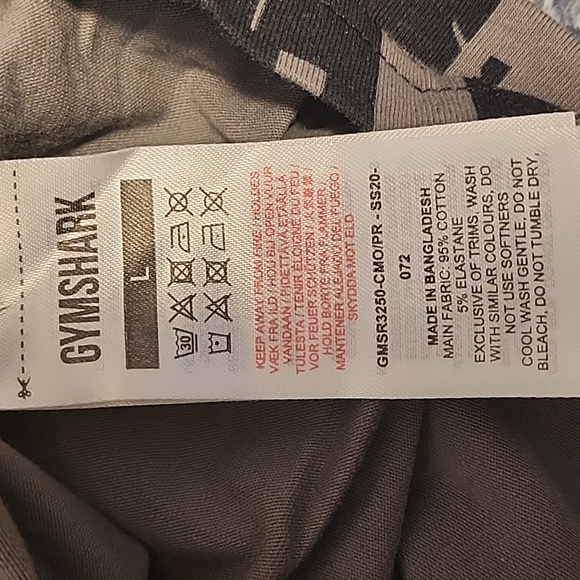 GYMSHARK
L
30
KEEP AWAY FROM FIRE / HOLDES
VÆK FRA ILD / HOU BIJ OPEN VUUR
VANDAAN / PIDETTÄVÄ ETÄÄLLÄ
TULESTA / TENIR ÉLOIGNÉ DU FEU /
VOR FEUER SCHÜTZEN /
HOLD BORTE FRA FLAMMER /
MANTENER ALEJADO DEL FUEGO /
SKYDDA MOT ELD
GMSR3250-CMO/PR - SS20-
072
MADE IN BANGLADESH
MAIN FABRIC: 95% COTTON
5% ELASTANE
EXCLUSIVE OF TRIMS, WASH
WITH SIMILAR COLOURS, DO
NOT USE SOFTNERS
COOL WASH GENTLE, DO NOT
BLEACH, DO NOT TUMBLE DRY,